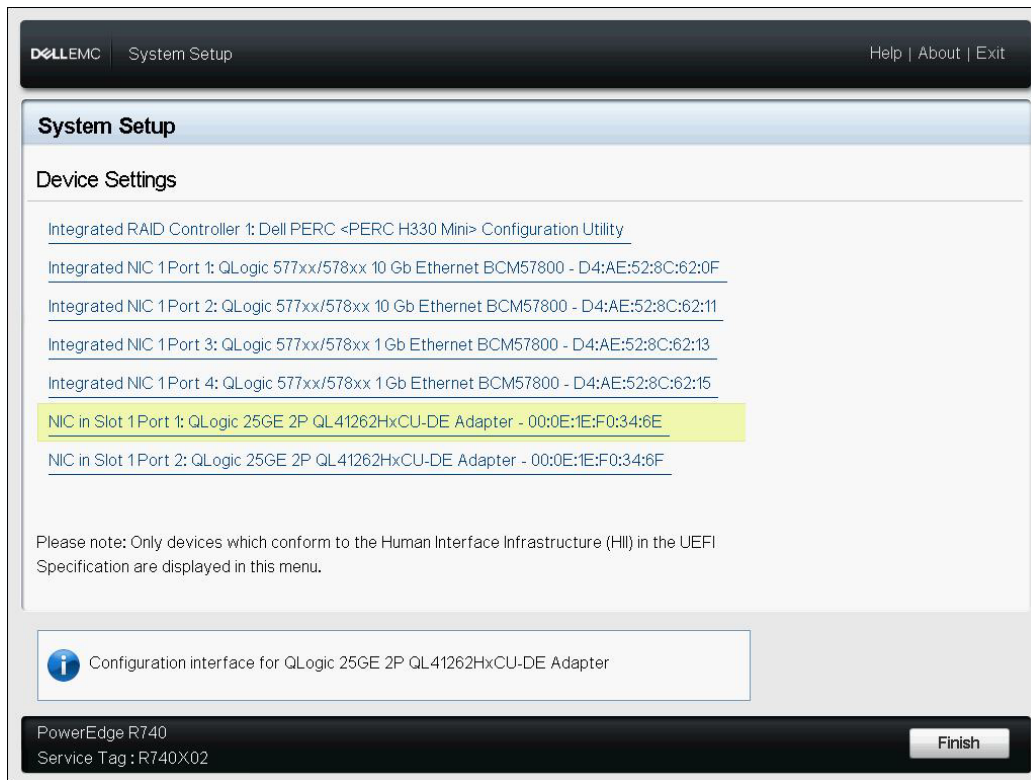 DELLEMC System Setup Help | About | Exit
System Setup
Device Settings
Integrated RAID Controller 1: Dell PERC <PERC H330 Mini> Configuration Utility
Integrated NIC 1 Port 1: QLogic 577xx/578xx 10 Gb Ethernet BCM57800 - D4:AE:52:8C:62:0F
Integrated NIC 1 Port 2: QLogic 577xx/578xx 10 Gb Ethernet BCM57800 - D4:AE:52:8C:62:11
Integrated NIC 1 Port 3: QLogic 577xx/578xx 1 Gb Ethernet BCM57800 - D4:AE:52:8C:62:13
Integrated NIC 1 Port 4: QLogic 577xx/578xx 1 Gb Ethernet BCM57800 - D4:AE:52:8C:62:15
NIC in Slot 1 Port 1: QLogic 25GE 2P QL41262HxCU-DE Adapter - 00:0E:1E:F0:34:6E
NIC in Slot 1 Port 2: QLogic 25GE 2P QL41262HxCU-DE Adapter - 00:0E:1E:F0:34:6F
Please note: Only devices which conform to the Human Interface Infrastructure (HII) in the UEFI
Specification are displayed in this menu.
Configuration interface for QLogic 25GE 2P QL41262HxCU-DE Adapter
PowerEdge R740
Service Tag : R740X02
Finish